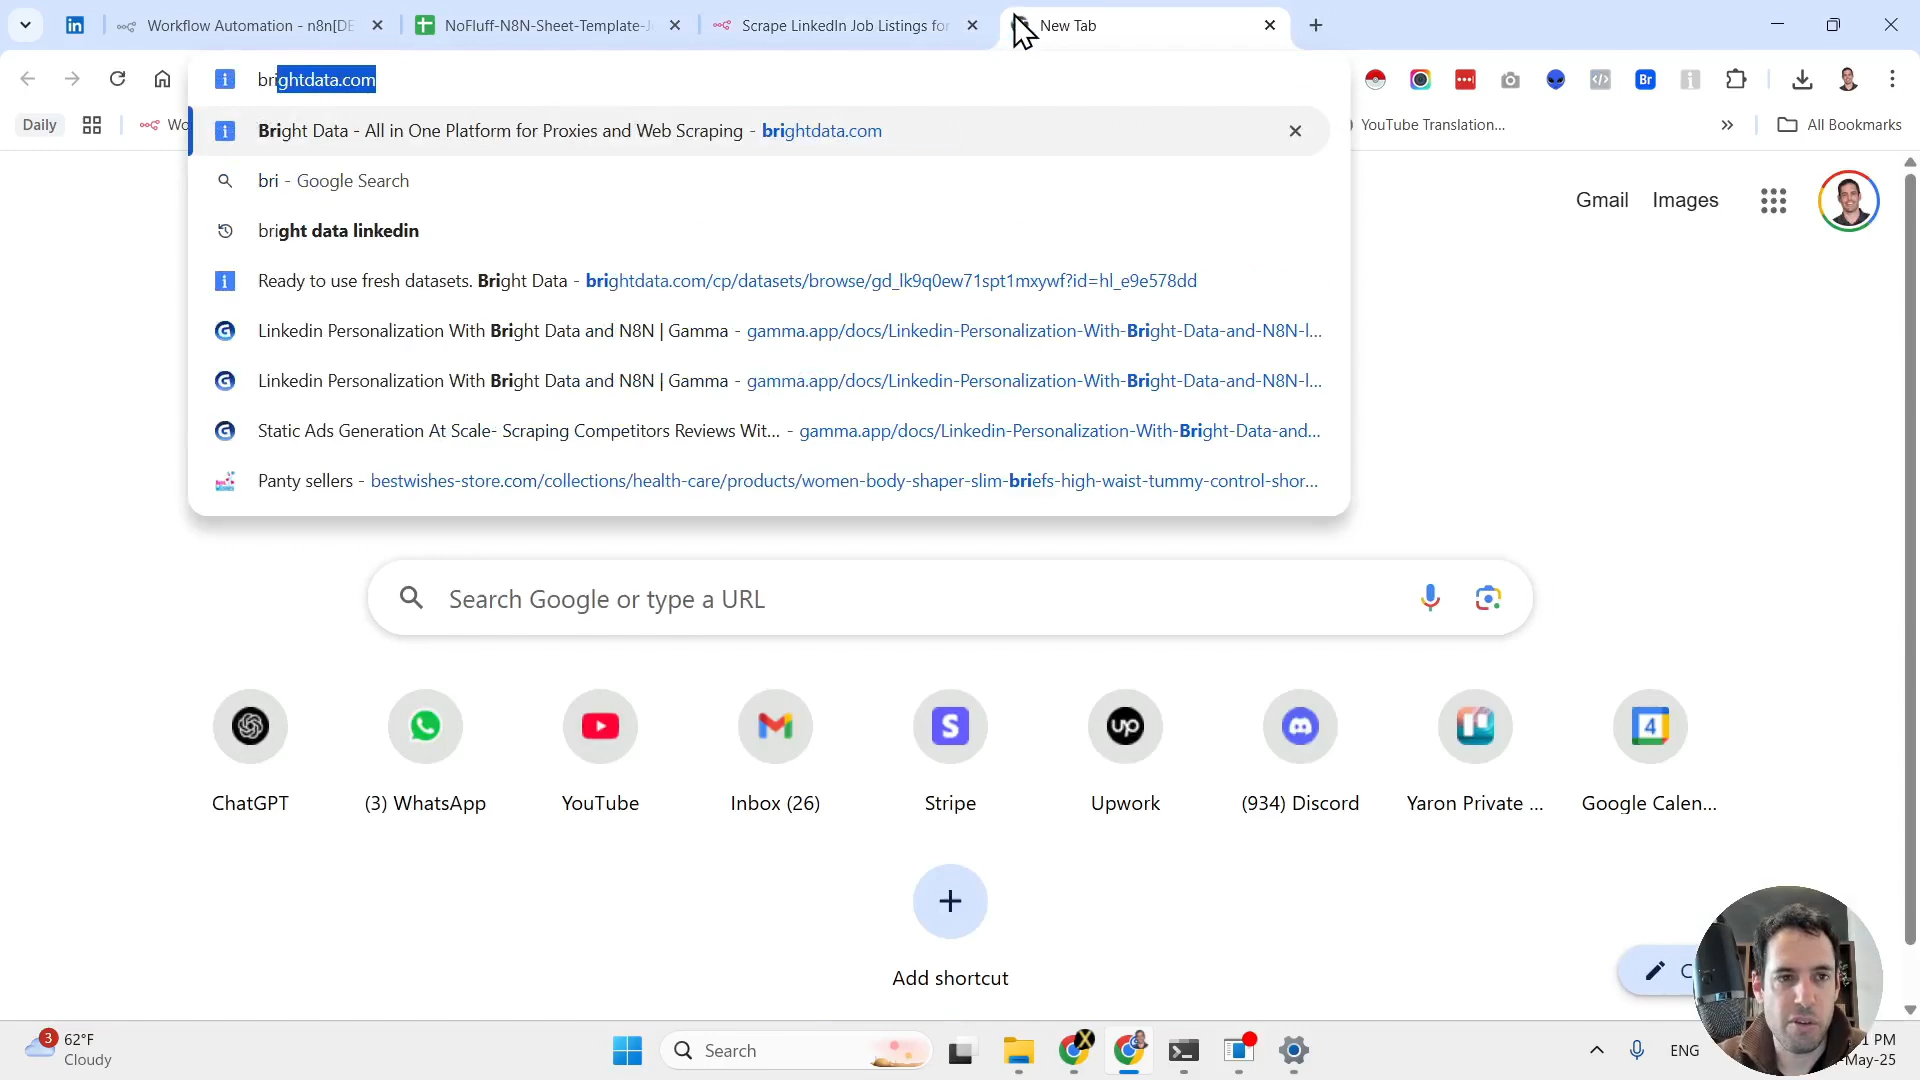 Workflow Automation - n8n[DE
NoFluff-N8N-Sheet-Template-J
Scrape LinkedIn Job Listings for
New Tab
brightdata.com
Br
Daily
Wo
YouTube Translation...
All Bookmarks
Bright Data - All in One Platform for Proxies and Web Scraping - brightdata.com
bri - Google Search
bright data linkedin
Ready to use fresh datasets. Bright Data - brightdata.com/cp/datasets/browse/gd_lk9q0ew71spt1mxywf?id=hl_e9e578dd
Linkedin Personalization With Bright Data and N8N | Gamma - gamma.app/docs/Linkedin-Personalization-With-Bright-Data-and-N8N-l...
Linkedin Personalization With Bright Data and N8N | Gamma - gamma.app/docs/Linkedin-Personalization-With-Bright-Data-and-N8N-l...
Static Ads Generation At Scale- Scraping Competitors Reviews Wit... - gamma.app/docs/Linkedin-Personalization-With-Bright-Data-and...
Panty sellers - bestwishes-store.com/collections/health-care/products/women-body-shaper-slim-briefs-high-waist-tummy-control-shor...
Gmail
Images
Search Google or type a URL
ChatGPT
(3) WhatsApp
YouTube
Inbox (26)
Stripe
Upwork
(934) Discord
Yaron Private ...
Google Calen...
Add shortcut
C
3
62°F
Cloudy
Search
ENG
1 PM
-May-25